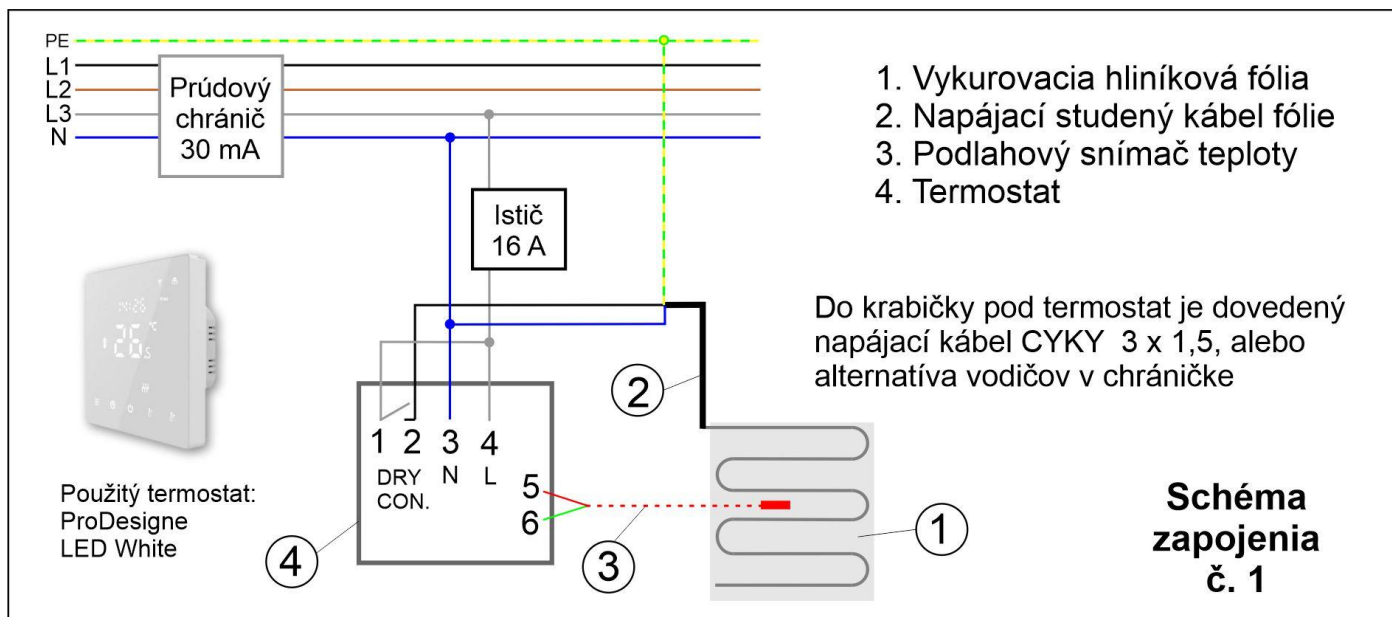 PE
L1
L2
L3
N
Prúdový
chránič
30 mA
Istič
16 A
1. Vykurovacia hliníková fólia
2. Napájací studený kábel fólie
3. Podlahový snímač teploty
4. Termostat
Do krabičky pod termostat je dovedený
napájací kábel CYKY 3 x 1,5, alebo
alternatíva vodičov v chráničke
2
1 2 3 4
DRY N L
CON.
5
6
4
3
1
Použitý termostat:
ProDesigne
LED White
Schéma
zapojenia
č. 1